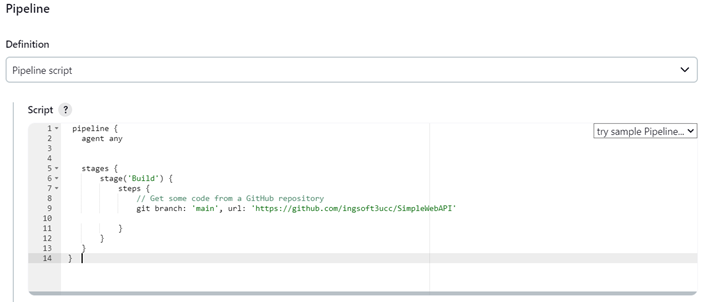 Pipeline
Definition
Pipeline script
Script ?
try sample Pipeline...
1 pipeline {
2 agent any
3
4
5 stages {
6 stage('Build') {
7 steps {
8 // Get some code from a GitHub repository
9 git branch: 'main', url: 'https://github.com/ingsoft3ucc/SimpleWebAPI'
10
11 }
12 }
13 }
14 }